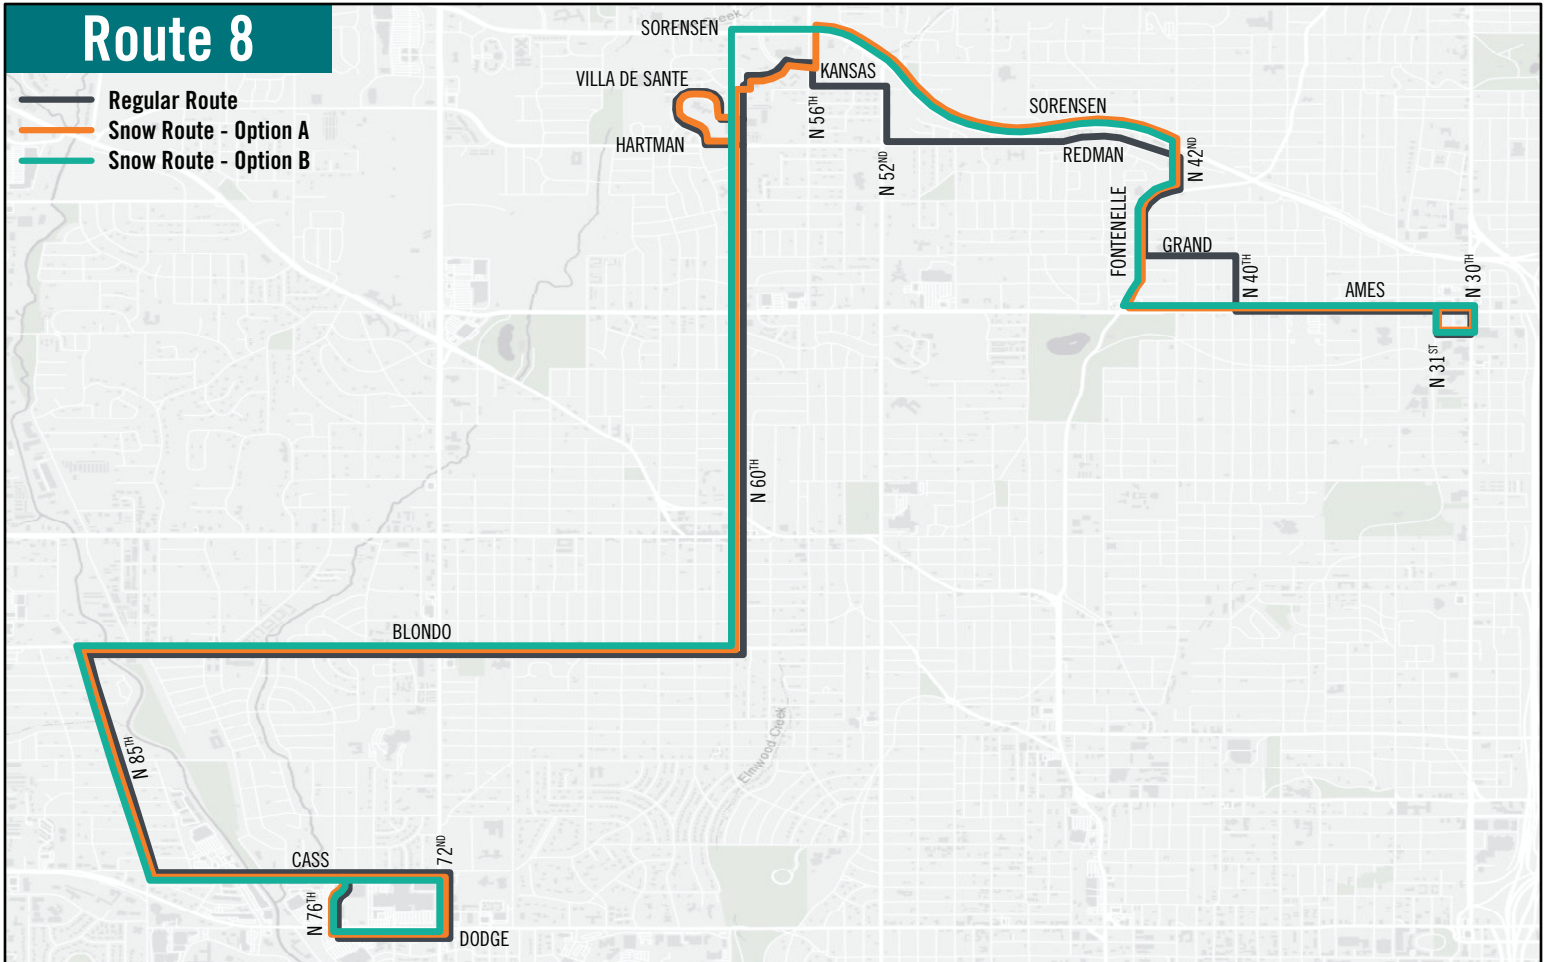 Route 8
Regular Route
Snow Route - Option A
Snow Route - Option B
SORENSEN
Creek
VILLA DE SANTE
KANSAS
HARTMAN
N 56TH
SORENSEN
N 52ND
REDMAN
N 42ND
FONTENELLE
GRAND
N 40TH
AMES
N 30TH
N 31ST
N 60TH
BLONDO
N 85TH
Elmwood Creek
CASS
72ND
N 76TH
DODGE